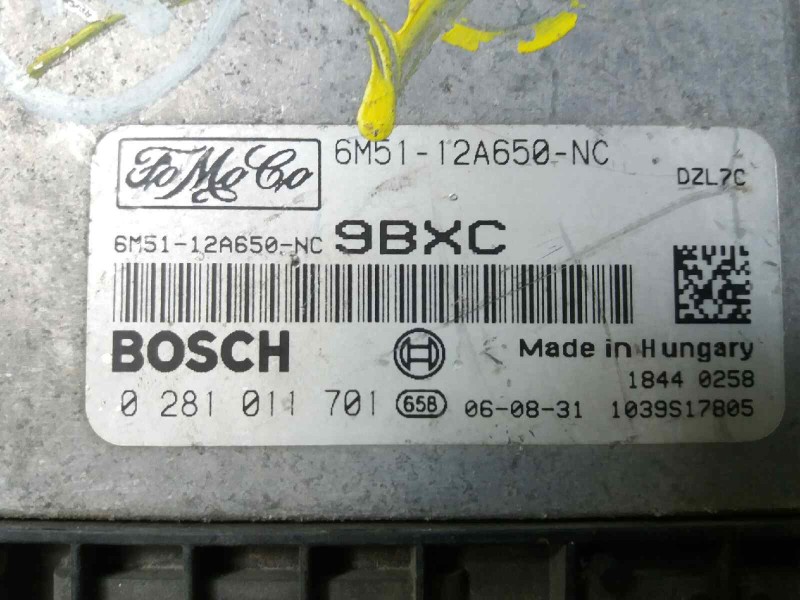 FoMoCo
6M51-12A650-NC
DZL7C
6M51-12A650-NC 9BXC
BOSCH
Made in Hungary
1844 0258
0 281 011 701 65B 06-08-31 1039S17805